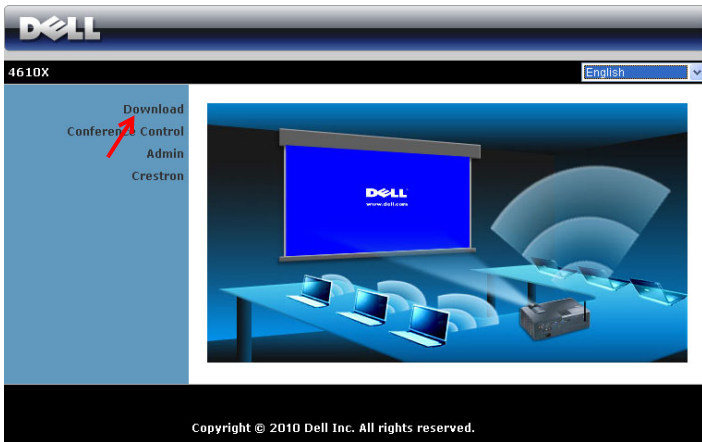 DELL
4610X
English
Download
Conference Control
Admin
Crestron
DELL
www.dell.com
Copyright © 2010 Dell Inc. All rights reserved.